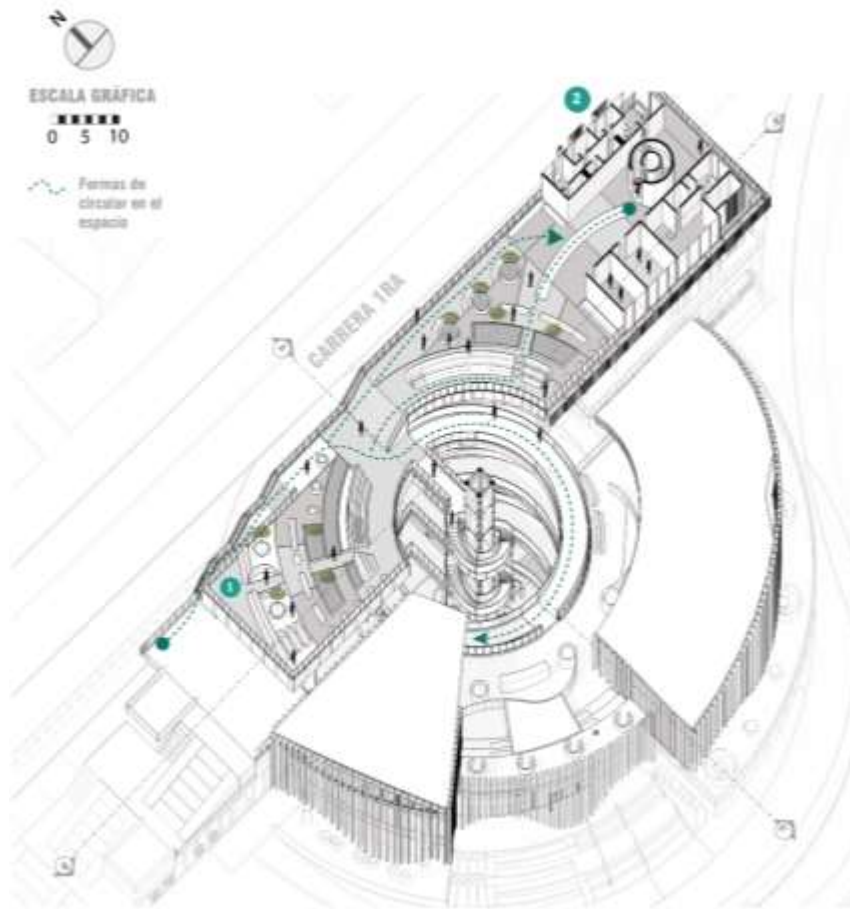 N
ESCALA GRÁFICA
0 5 10
Formas de
circular en el
espacio
2
CARRERA 1RA
1